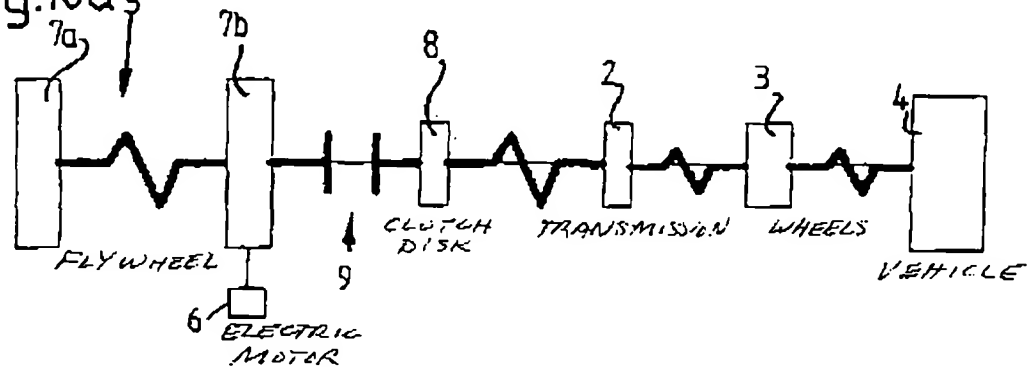 7a
7b
8
2
3
4
CLUTCH
DISK
TRANSMISSION
WHEELS
FLYWHEEL
9
VEHICLE
6
ELECTRIC
MOTOR